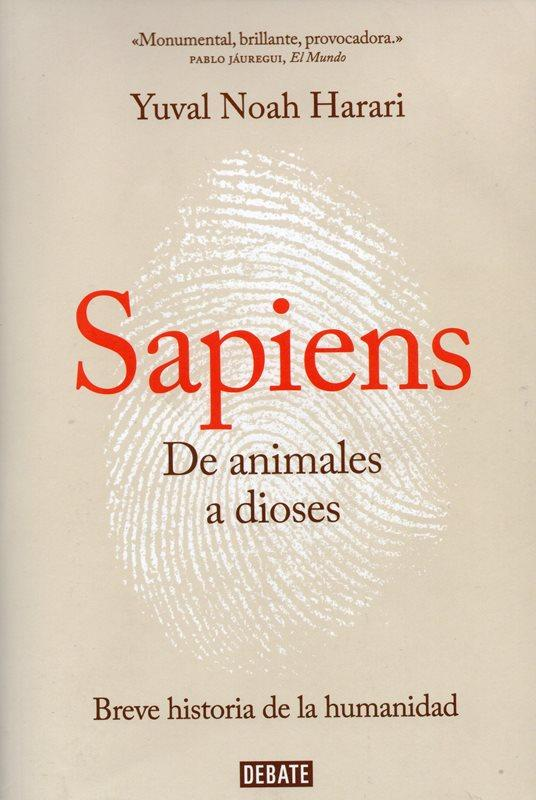 «Monumental, brillante, provocadora.»
PABLO JÁUREGUI, El Mundo
Yuval Noah Harari
Sapiens
De animales
a dioses
Breve historia de la humanidad
DEBATE